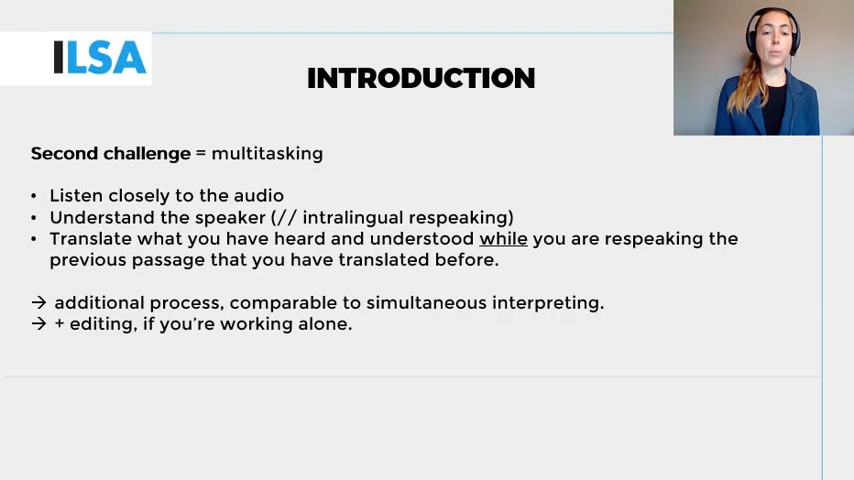 ILSA
INTRODUCTION
Second challenge = multitasking
• Listen closely to the audio
• Understand the speaker (// intralingual respeaking)
• Translate what you have heard and understood while you are respeaking the
previous passage that you have translated before.
→ additional process, comparable to simultaneous interpreting.
→ + editing, if you’re working alone.